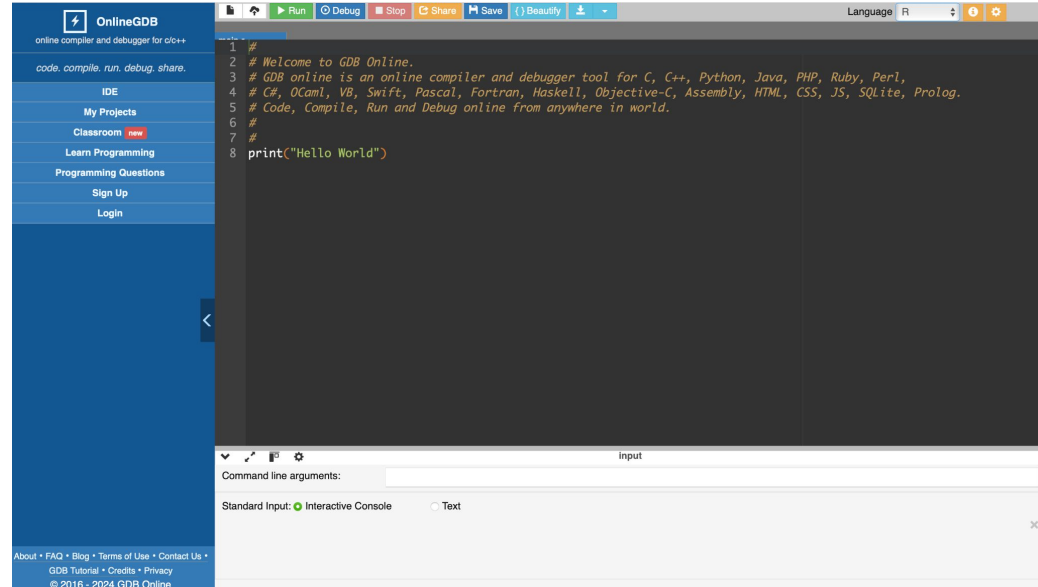 OnlineGDB
online compiler and debugger for c/c++
code. compile. run. debug. share.
IDE
My Projects
Classroom new
Learn Programming
Programming Questions
Sign Up
Login
About • FAQ • Blog • Terms of Use • Contact Us •
GDB Tutorial • Credits • Privacy
© 2016 - 2024 GDB Online
Run Debug Stop Share Save {} Beautify
Language R
1 #
2 # Welcome to GDB Online.
3 # GDB online is an online compiler and debugger tool for C, C++, Python, Java, PHP, Ruby, Perl,
4 # C#, OCaml, VB, Swift, Pascal, Fortran, Haskell, Objective-C, Assembly, HTML, CSS, JS, SQLite, Prolog.
5 # Code, Compile, Run and Debug online from anywhere in world.
6 #
7 #
8 print("Hello World")
input
Command line arguments:
Standard Input: Interactive Console Text